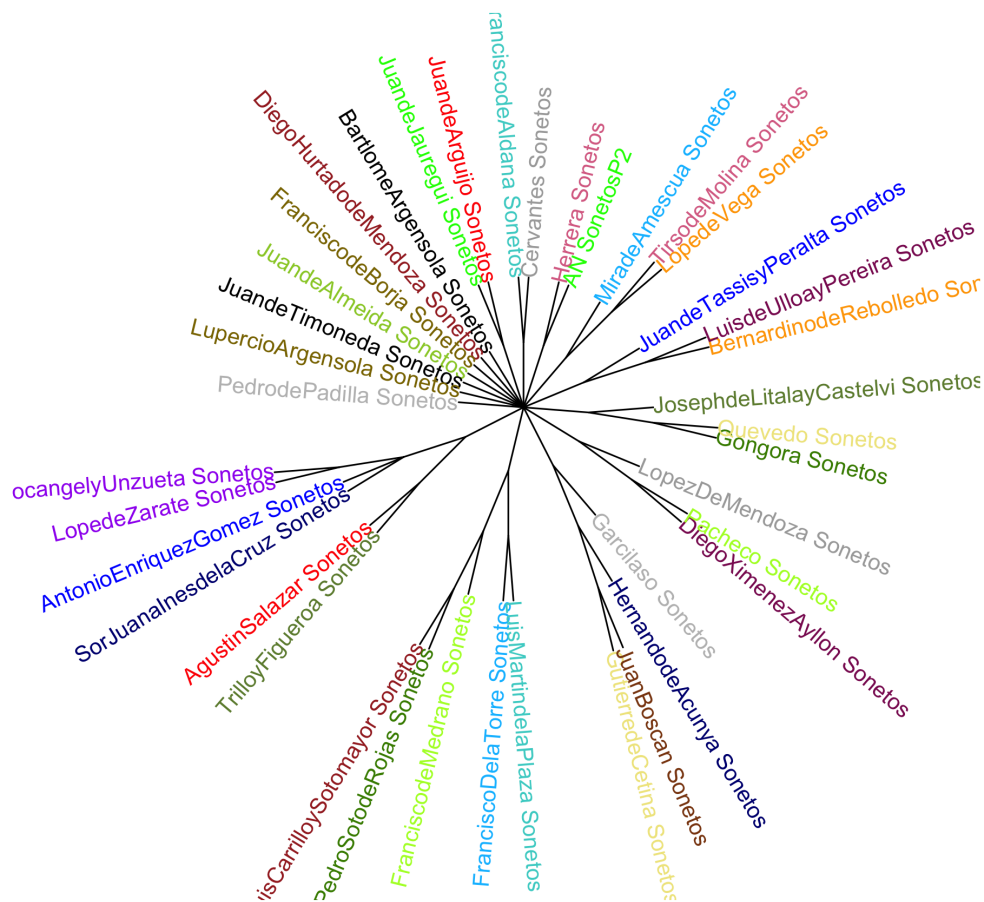 ranciscodeAldana Sonetos
Cervantes Sonetos
Herrera Sonetos
AN SonetosP2
MiradeAmescua Sonetos
TirsodeMolina Sonetos
LopedeVega Sonetos
JuandeTassisyPeralta Sonetos
LuisdeUlloayPereira Sonetos
BernardinodeRebolledo Son
JosephdeLitalayCastelvi Sonetos
Quevedo Sonetos
Gongora Sonetos
LopezDeMendoza Sonetos
Pacheco Sonetos
DiegoXimenezAyllon Sonetos
Garcilaso Sonetos
HernandodeAcunya Sonetos
JuanBoscan Sonetos
GutierredeCetina Sonetos
LuisMartindelaPlaza Sonetos
FranciscoDelaTorre Sonetos
FranciscodeMedrano Sonetos
PedroSotodeRojas Sonetos
uisCarrilloySotomayor Sonetos
TrilloyFigueroa Sonetos
AgustinSalazar Sonetos
SorJuanaInesdelaCruz Sonetos
AntonioEnriquezGomez Sonetos
LopedeZarate Sonetos
ocangelyUnzueta Sonetos
PedrodePadilla Sonetos
LupercioArgensola Sonetos
JuandeTimoneda Sonetos
JuandeAlmeida Sonetos
FranciscodeBorja Sonetos
DiegoHurtadodeMendoza Sonetos
BartlomeArgensola Sonetos
JuandeJauregui Sonetos
JuandeArguijo Sonetos